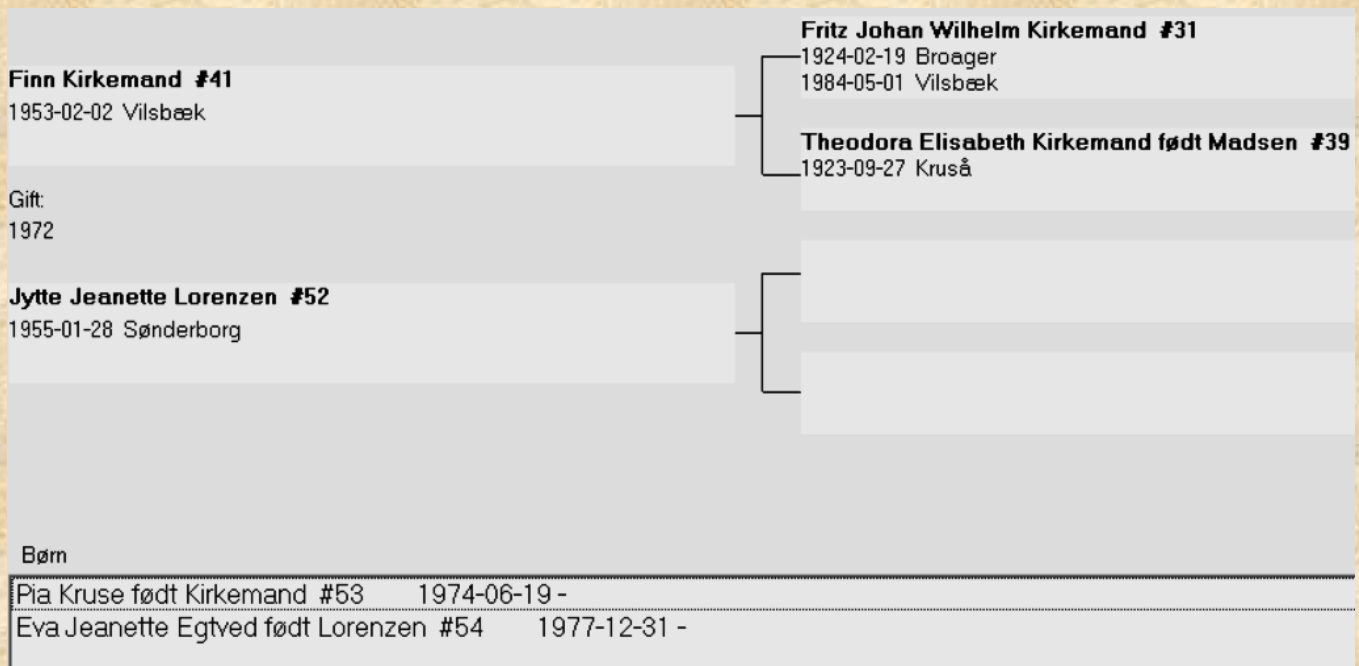 Finn Kirkemand #41
1953-02-02 Vilsbæk
Gift:
1972
Jytte Jeanette Lorenzen #52
1955-01-28 Sønderborg
Fritz Johan Wilhelm Kirkemand #31
1924-02-19 Broager
1984-05-01 Vilsbæk
Theodora Elisabeth Kirkemand født Madsen #39
1923-09-27 Kruså
Børn
Pia Kruse født Kirkemand #53 1974-06-19 -
Eva Jeanette Egtved født Lorenzen #54 1977-12-31 -